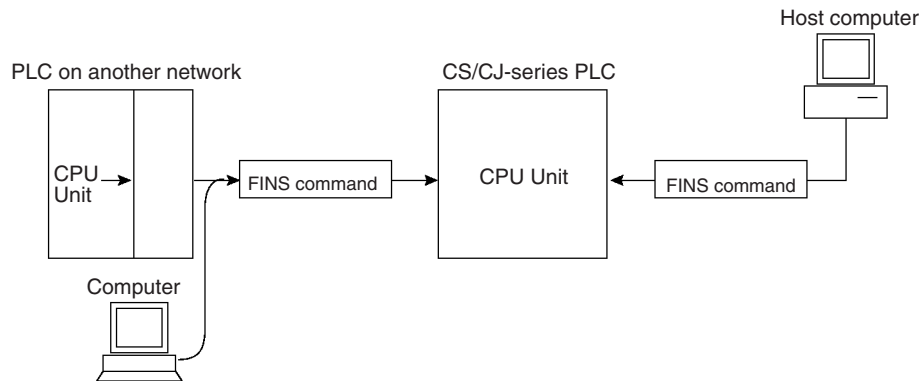 Host computer
PLC on another network
CS/CJ-series PLC
CPU
Unit
FINS command
CPU Unit
FINS command
Computer